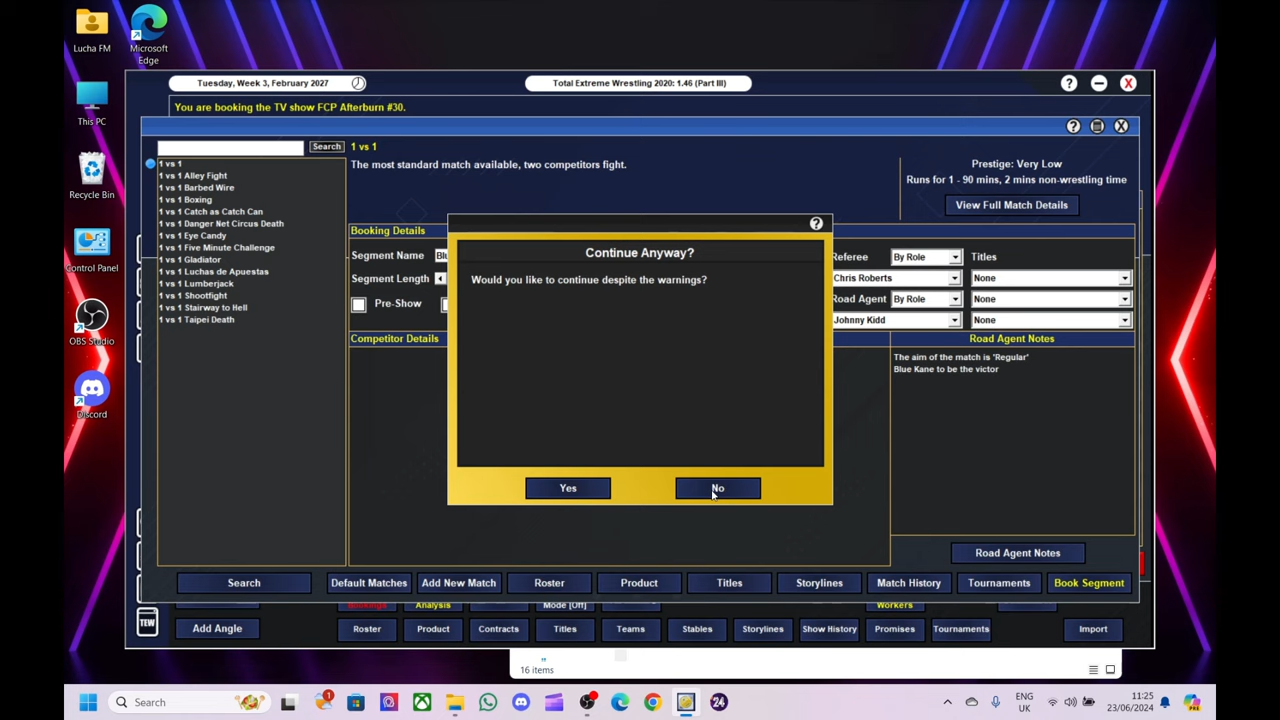 Lucha FM
Microsoft Edge
This PC
Recycle Bin
Control Panel
OBS Studio
Discord
Tuesday, Week 3, February 2027
Total Extreme Wrestling 2020: 1.46 (Part III)
? X
You are booking the TV show FCP Afterburn #30.
? X
Search
1 vs 1
1 vs 1
1 vs 1 Alley Fight
1 vs 1 Barbed Wire
1 vs 1 Boxing
1 vs 1 Catch as Catch Can
1 vs 1 Danger Net Circus Death
1 vs 1 Eye Candy
1 vs 1 Five Minute Challenge
1 vs 1 Gladiator
1 vs 1 Luchas de Apuestas
1 vs 1 Lumberjack
1 vs 1 Shootfight
1 vs 1 Stairway to Hell
1 vs 1 Taipei Death
The most standard match available, two competitors fight.
Prestige: Very Low
Runs for 1 - 90 mins, 2 mins non-wrestling time
View Full Match Details
Booking Details
Segment Name
Segment Length
Pre-Show
Competitor Details
?
Continue Anyway?
Would you like to continue despite the warnings?
Yes No
Referee By Role Titles
Chris Roberts None
Road Agent By Role None
Johnny Kidd None
Road Agent Notes
The aim of the match is 'Regular'
Blue Kane to be the victor
Road Agent Notes
Search Default Matches Add New Match Roster Product Titles Storylines Match History Tournaments Book Segment
Bookings Analysis Mode [Off] Workers
TEW Add Angle Roster Product Contracts Titles Teams Stables Storylines Show History Promises Tournaments Import
16 items
Search
1
24
ENG
UK
11:25
23/06/2024
PRE